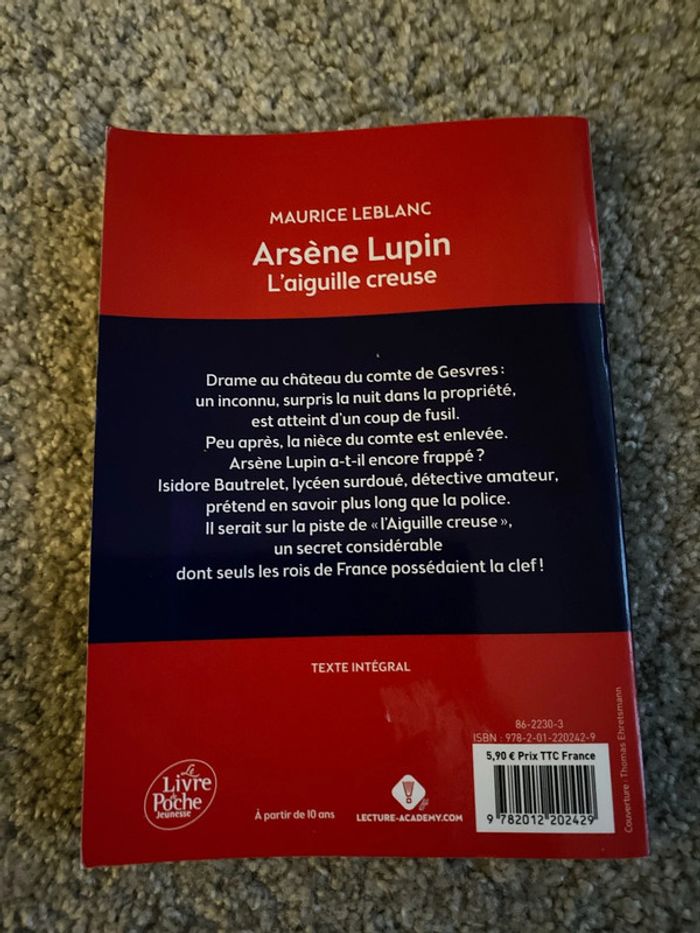 MAURICE LEBLANC
Arsène Lupin
L'aiguille creuse
Drame au château du comte de Gesvres :
un inconnu, surpris la nuit dans la propriété,
est atteint d'un coup de fusil.
Peu après, la nièce du comte est enlevée.
Arsène Lupin a-t-il encore frappé ?
Isidore Bautrelet, lycéen surdoué, détective amateur,
prétend en savoir plus long que la police.
Il serait sur la piste de « l'Aiguille creuse »,
un secret considérable
dont seuls les rois de France possédaient la clef !
TEXTE INTÉGRAL
86-2230-3
ISBN : 978-2-01-220242-9
5,90 € Prix TTC France
9 782012 202429
Couverture : Thomas Ehretsmann
Le
Livre
de
Poche
Jeunesse
À partir de 10 ans
LECTURE-ACADEMY.COM